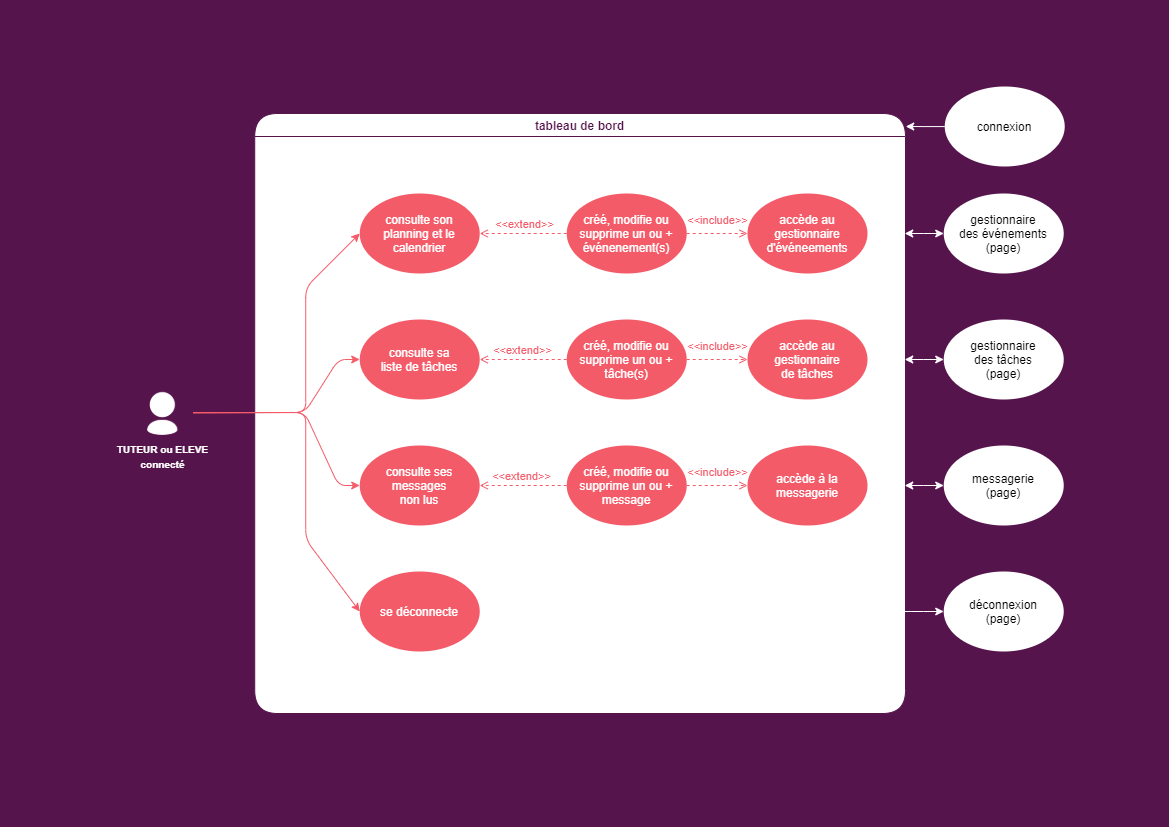 tableau de bord
connexion
consulte son
planning et le
calendrier
<<extend>>
créé, modifie ou
supprime un ou +
événenement(s)
<<include>>
accède au
gestionnaire
d'événeements
gestionnaire
des événements
(page)
consulte sa
liste de tâches
<<extend>>
créé, modifie ou
supprime un ou +
tâche(s)
<<include>>
accède au
gestionnaire
de tâches
gestionnaire
des tâches
(page)
TUTEUR ou ELEVE
connecté
consulte ses
messages
non lus
<<extend>>
créé, modifie ou
supprime un ou +
message
<<include>>
accède à la
messagerie
messagerie
(page)
se déconnecte
déconnexion
(page)